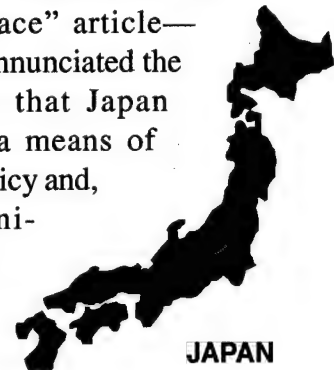 ace” article—
nnunciated the
that Japan
a means of
icy and,
ni-
JAPAN